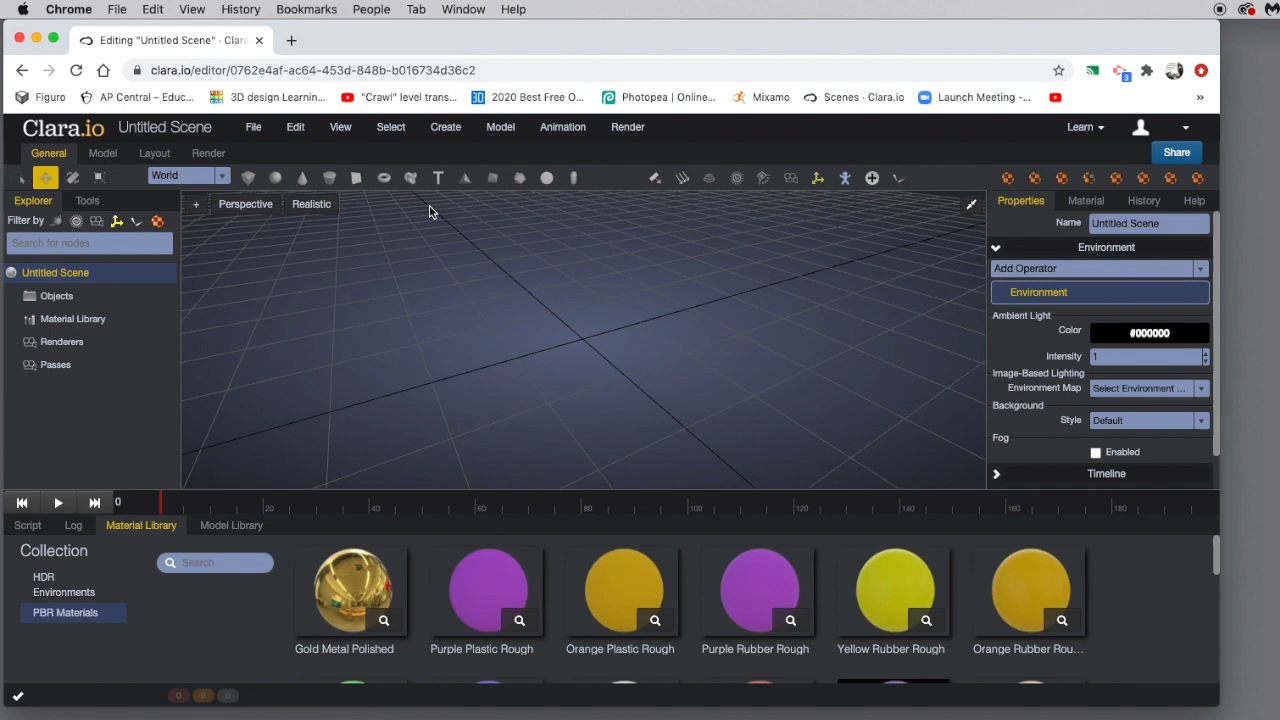 Chrome File Edit View History Bookmarks People Tab Window Help
Editing "Untitled Scene" - Clara
clara.io/editor/0762e4af-ac64-453d-848b-b016734d36c2
3
Figuro AP Central – Educ... 3D design Learnin... "Crawl" level trans... 2020 Best Free O... Photopea | Online... Mixamo Scenes · Clara.io Launch Meeting -... »
Clara.io Untitled Scene File Edit View Select Create Model Animation Render Learn
General Model Layout Render Share
World
Explorer Tools + Perspective Realistic Properties Material History Help
Filter by Name Untitled Scene
Search for nodes Environment
Untitled Scene Add Operator
Objects Environment
Material Library Ambient Light
Color #000000
Renderers Intensity 1
Passes Image-Based Lighting
Environment Map Select Environment ...
Background
Style Default
Fog
Enabled
Timeline
0 20 40 60 80 100 120 140 160 180
Script Log Material Library Model Library
Collection Search
HDR
Environments
PBR Materials
Gold Metal Polished Purple Plastic Rough Orange Plastic Rough Purple Rubber Rough Yellow Rubber Rough Orange Rubber Rou...
0 0 0